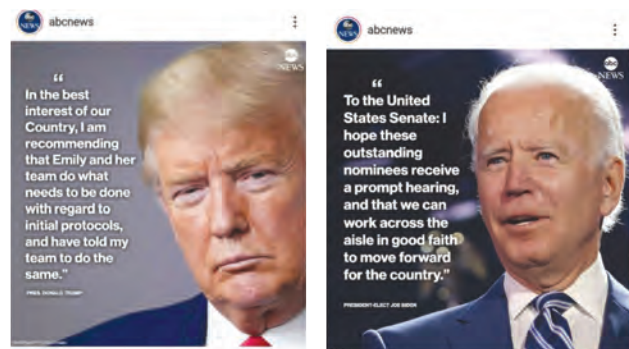 abcnews
abc
NEWS
“
In the best
interest of our
Country, I am
recommending
that Emily and her
team do what
needs to be done
with regard to
initial protocols,
and have told my
team to do the
same.”
PRES. DONALD TRUMP
abcnews
abc
NEWS
“
To the United
States Senate: I
hope these
outstanding
nominees receive
a prompt hearing,
and that we can
work across the
aisle in good faith
to move forward
for the country.”
PRESIDENT-ELECT JOE BIDEN